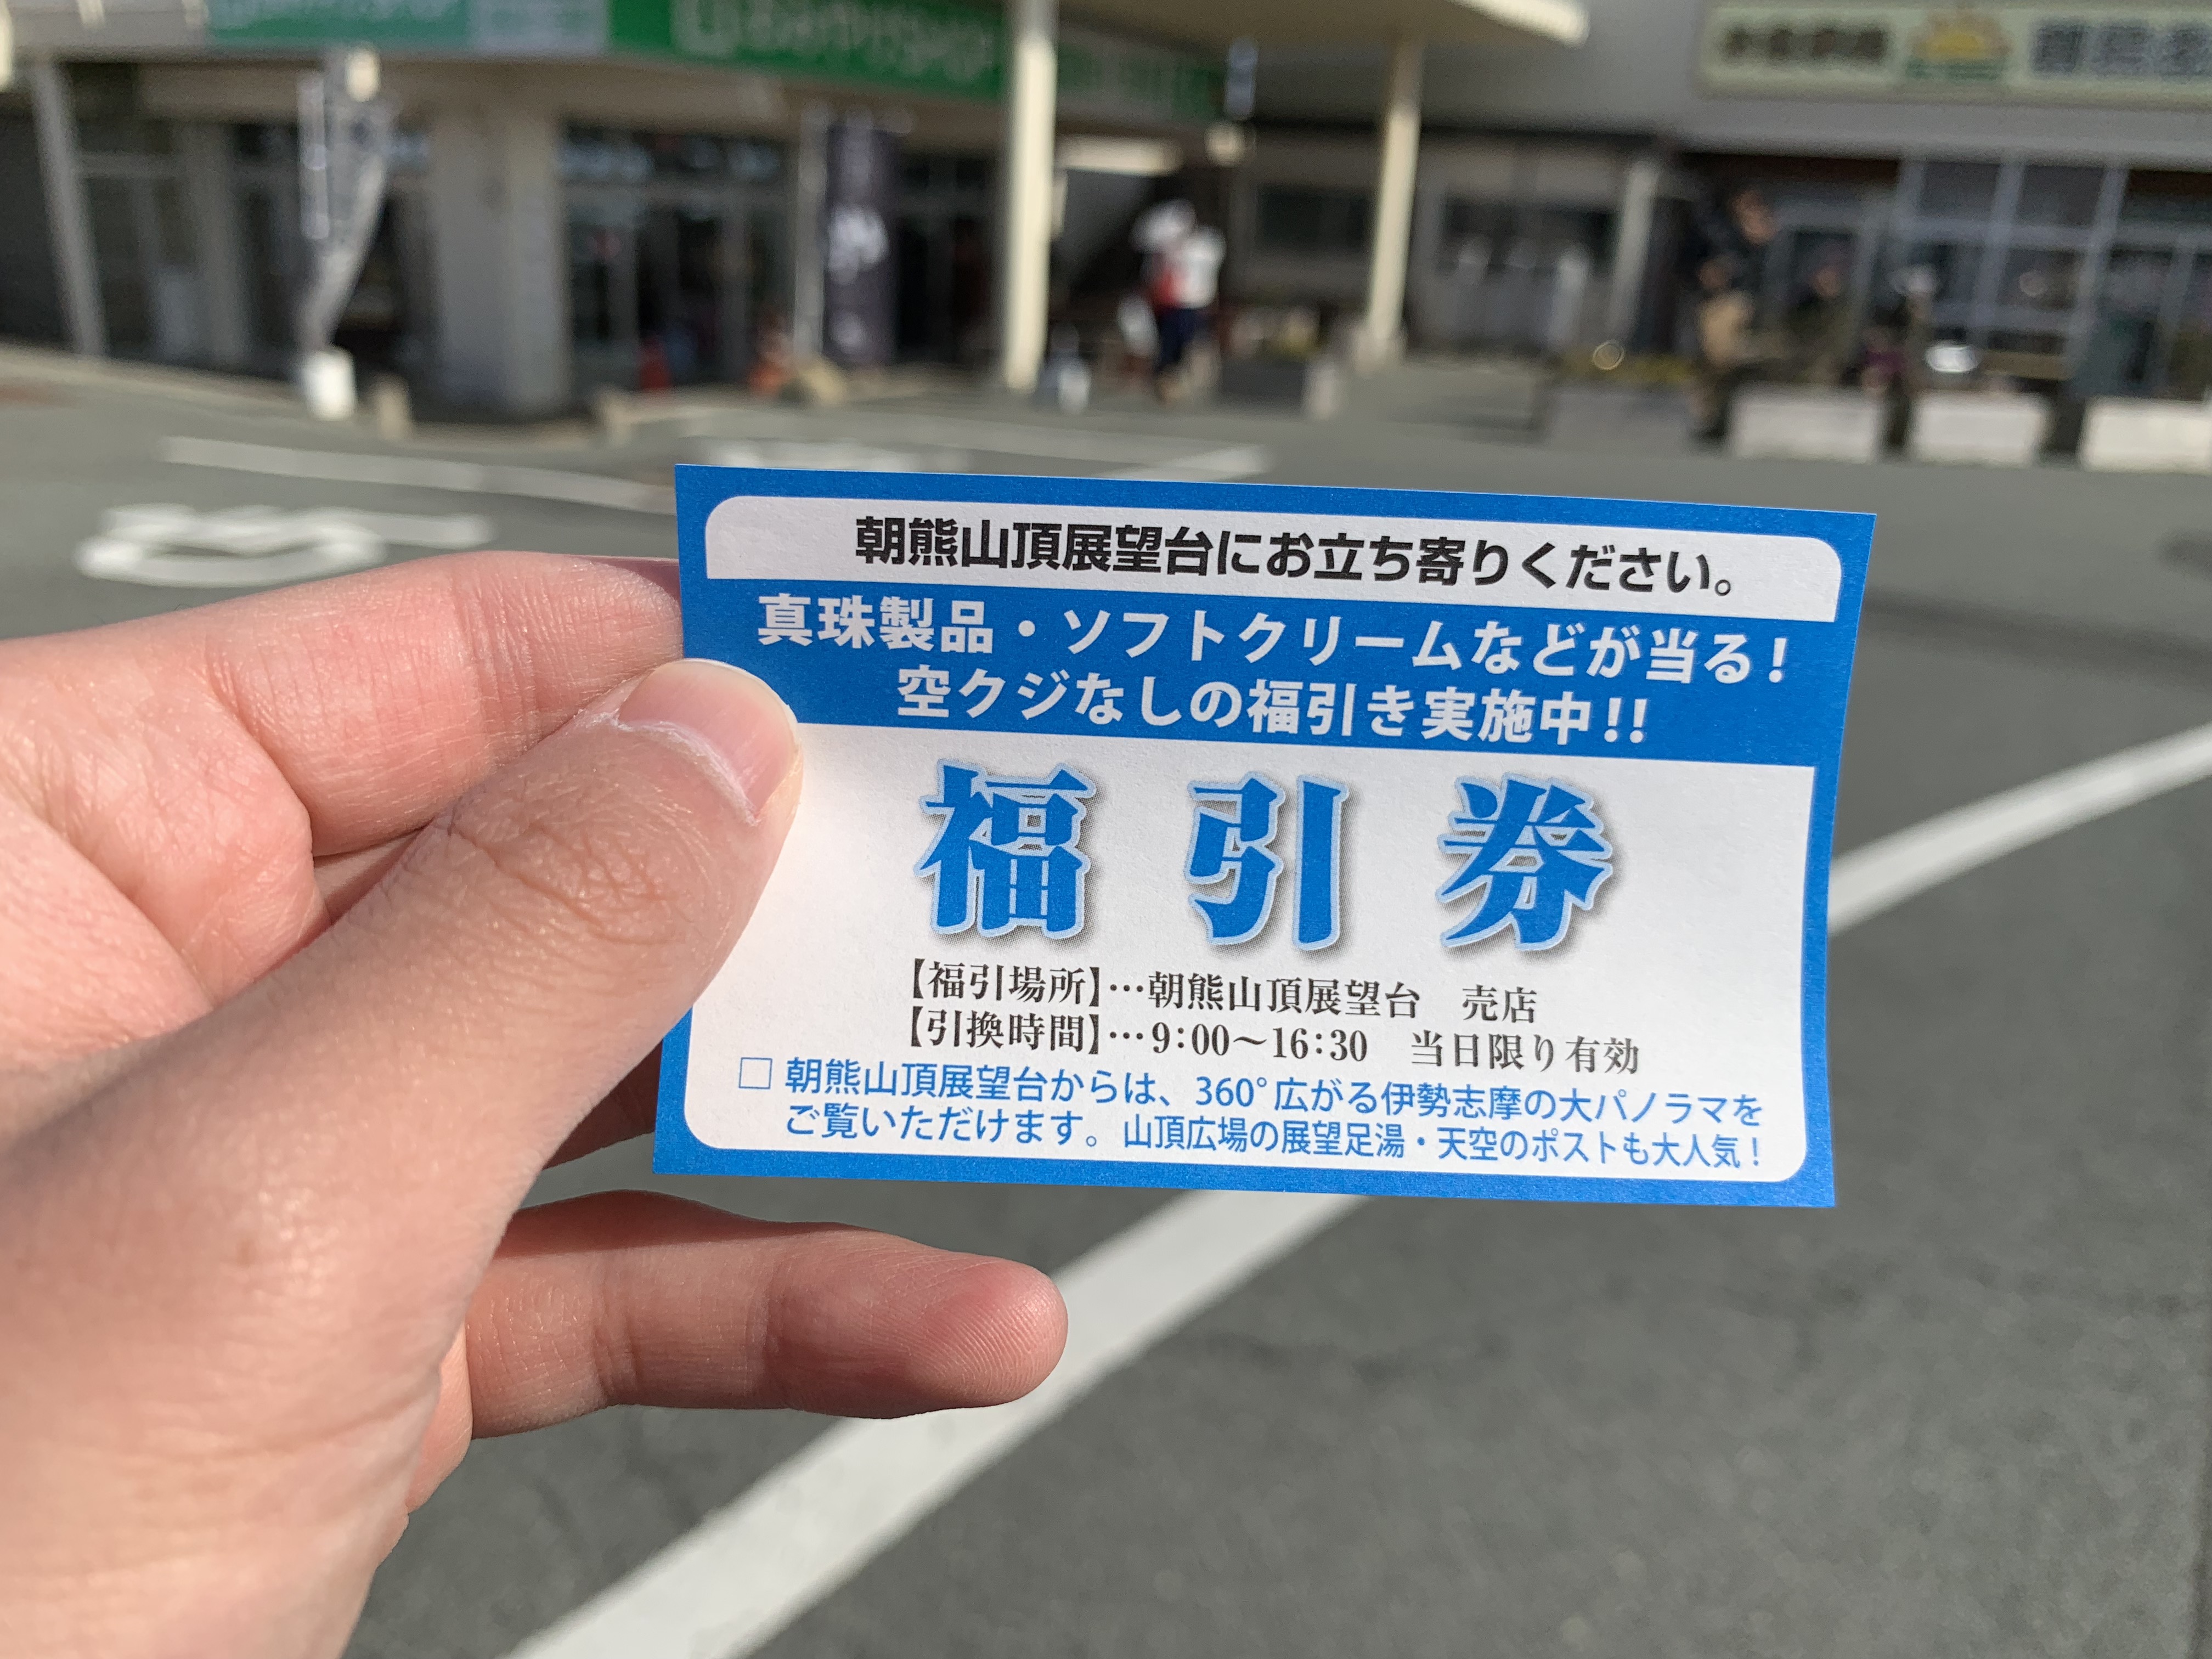 朝熊山頂展望台にお立ち寄りください。
真珠製品・ソフトクリームなどが当る!
空クジなしの福引き実施中!!
福引券
【福引場所】…朝熊山頂展望台 売店
【引換時間】…9:00〜16:30 当日限り有効
□ 朝熊山頂展望台からは、360°広がる伊勢志摩の大パノラマを
ご覧いただけます。山頂広場の展望足湯・天空のポストも大人気!